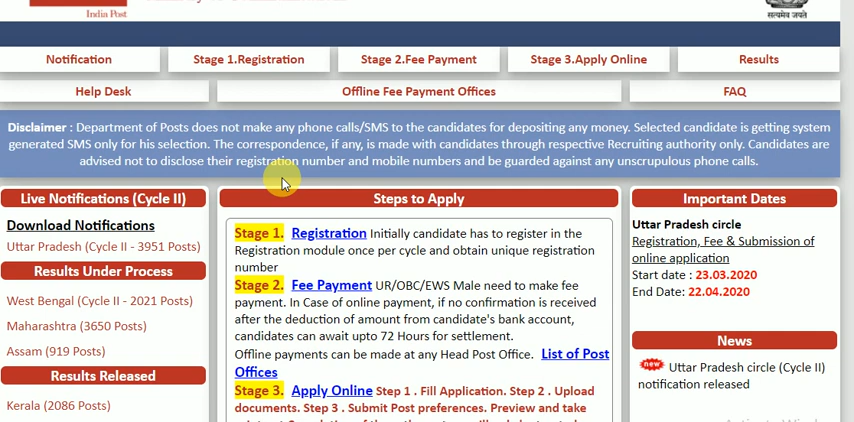 India Post
सत्यमेव जयते
Notification
Stage 1.Registration
Stage 2.Fee Payment
Stage 3.Apply Online
Results
Help Desk
Offline Fee Payment Offices
FAQ
Disclaimer : Department of Posts does not make any phone calls/SMS to the candidates for depositing any money. Selected candidate is getting system
generated SMS only for his selection. The correspondence, if any, is made with candidates through respective Recruiting authority only. Candidates are
advised not to disclose their registration number and mobile numbers and be guarded against any unscrupulous phone calls.
Live Notifications (Cycle II)
Download Notifications
Uttar Pradesh (Cycle II - 3951 Posts)
Results Under Process
West Bengal (Cycle II - 2021 Posts)
Maharashtra (3650 Posts)
Assam (919 Posts)
Results Released
Kerala (2086 Posts)
Steps to Apply
Stage 1. Registration Initially candidate has to register in the
Registration module once per cycle and obtain unique registration
number
Stage 2. Fee Payment UR/OBC/EWS Male need to make fee
payment. In Case of online payment, if no confirmation is received
after the deduction of amount from candidate's bank account,
candidates can await upto 72 Hours for settlement.
Offline payments can be made at any Head Post Office. List of Post
Offices
Stage 3. Apply Online Step 1 . Fill Application. Step 2 . Upload
documents. Step 3 . Submit Post preferences. Preview and take
Important Dates
Uttar Pradesh circle
Registration, Fee & Submission of
online application
Start date : 23.03.2020
End Date: 22.04.2020
News
new Uttar Pradesh circle (Cycle II)
notification released